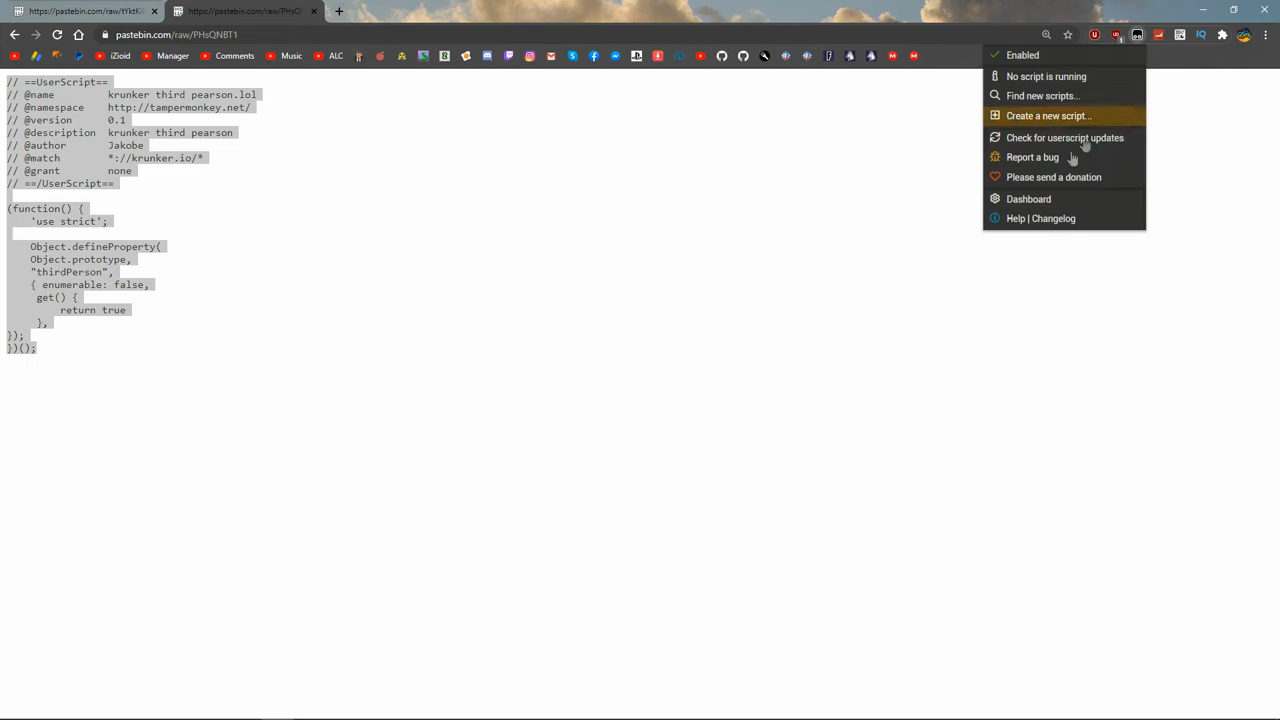 https://pastebin.com/raw/tYktKi
https://pastebin.com/raw/PHsQ
pastebin.com/raw/PHsQNBT1
iZioid
Manager
Comments
Music
ALC
// ==UserScript==
// @name krunker third pearson.lol
// @namespace http://tampermonkey.net/
// @version 0.1
// @description krunker third pearson
// @author Jakobe
// @match *://krunker.io/*
// @grant none
// ==/UserScript==
(function() {
'use strict';
Object.defineProperty(
Object.prototype,
"thirdPerson",
{ enumerable: false,
get() {
return true
},
});
})();
Enabled
No script is running
Find new scripts...
Create a new script...
Check for userscript updates
Report a bug
Please send a donation
Dashboard
Help | Changelog